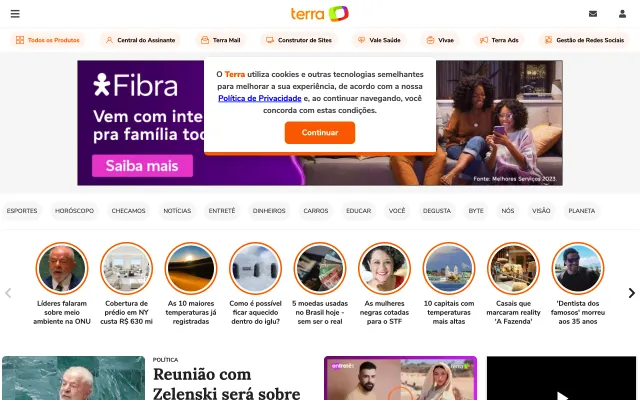 terra
Todos os Produtos
Central do Assinante
Terra Mail
Construtor de Sites
Vale Saúde
Vivae
Terra Ads
Gestão de Redes Sociais
Fibra
Vem com inte
pra família toc
Saiba mais
Fonte: Melhores Serviços 2023.
O Terra utiliza cookies e outras tecnologias semelhantes
para melhorar a sua experiência, de acordo com a nossa
Política de Privacidade e, ao continuar navegando, você
concorda com estas condições.
Continuar
ESPORTES
HORÓSCOPO
CHECAMOS
NOTÍCIAS
ENTRETÊ
DINHEIROS
CARROS
EDUCAR
VOCÊ
DEGUSTA
BYTE
NÓS
VISÃO
PLANETA
Líderes falaram
sobre meio
ambiente na ONU
Cobertura de
prédio em NY
custa R$ 630 mi
As 10 maiores
temperaturas já
registradas
Como é possível
ficar aquecido
dentro do iglu?
5 moedas usadas
no Brasil hoje -
sem ser o real
As mulheres
negras cotadas
para o STF
10 capitais com
temperaturas
mais altas
Casais que
marcaram reality
'A Fazenda'
'Dentista dos
famosos' morreu
aos 35 anos
POLÍTICA
Reunião com
Zelenski será sobre
entretê!
terra